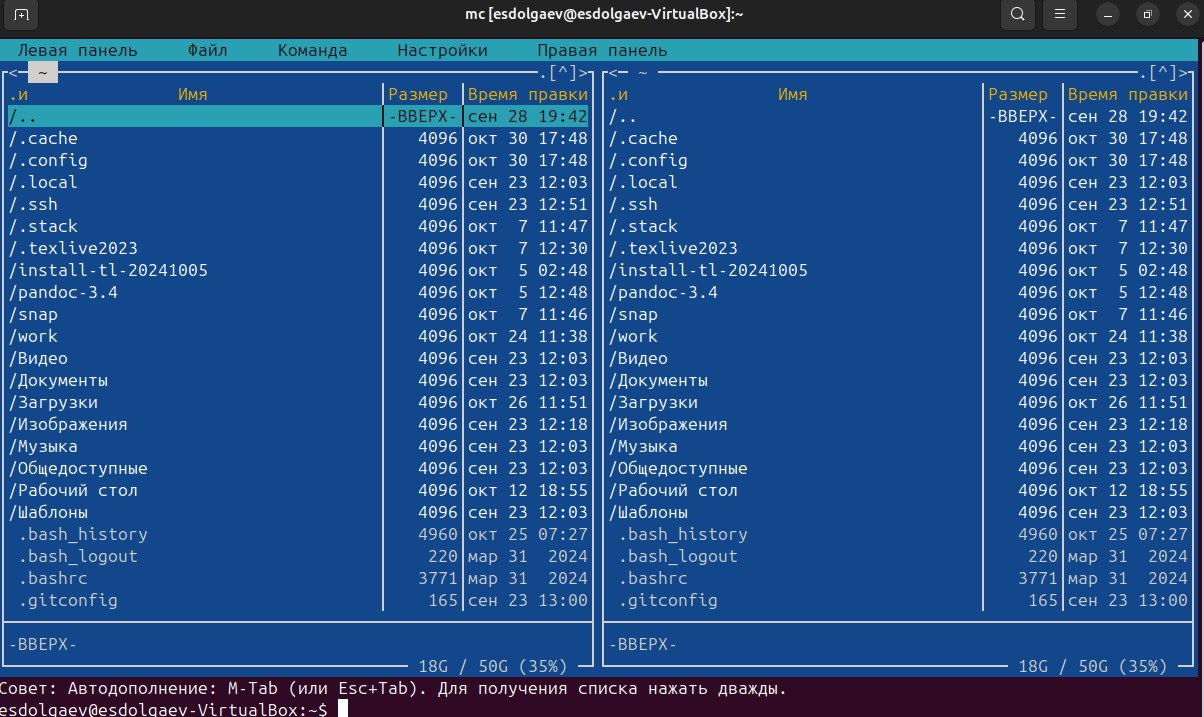 mc [esdolgaev@esdolgaev-VirtualBox]:~
Левая панель Файл Команда Настройки Правая панель
<- ~ .[^]> <- ~ .[^]>
.и Имя Размер Время правки .и Имя Размер Время правки
/.. -ВВЕРХ- сен 28 19:42 /.. -ВВЕРХ- сен 28 19:42
/.cache 4096 окт 30 17:48 /.cache 4096 окт 30 17:48
/.config 4096 окт 30 17:48 /.config 4096 окт 30 17:48
/.local 4096 сен 23 12:03 /.local 4096 сен 23 12:03
/.ssh 4096 сен 23 12:51 /.ssh 4096 сен 23 12:51
/.stack 4096 окт 7 11:47 /.stack 4096 окт 7 11:47
/.texlive2023 4096 окт 7 12:30 /.texlive2023 4096 окт 7 12:30
/install-tl-20241005 4096 окт 5 02:48 /install-tl-20241005 4096 окт 5 02:48
/pandoc-3.4 4096 окт 5 12:48 /pandoc-3.4 4096 окт 5 12:48
/snap 4096 окт 7 11:46 /snap 4096 окт 7 11:46
/work 4096 окт 24 11:38 /work 4096 окт 24 11:38
/Видео 4096 сен 23 12:03 /Видео 4096 сен 23 12:03
/Документы 4096 сен 23 12:03 /Документы 4096 сен 23 12:03
/Загрузки 4096 окт 26 11:51 /Загрузки 4096 окт 26 11:51
/Изображения 4096 сен 23 12:18 /Изображения 4096 сен 23 12:18
/Музыка 4096 сен 23 12:03 /Музыка 4096 сен 23 12:03
/Общедоступные 4096 сен 23 12:03 /Общедоступные 4096 сен 23 12:03
/Рабочий стол 4096 окт 12 18:55 /Рабочий стол 4096 окт 12 18:55
/Шаблоны 4096 сен 23 12:03 /Шаблоны 4096 сен 23 12:03
.bash_history 4960 окт 25 07:27 .bash_history 4960 окт 25 07:27
.bash_logout 220 мар 31 2024 .bash_logout 220 мар 31 2024
.bashrc 3771 мар 31 2024 .bashrc 3771 мар 31 2024
.gitconfig 165 сен 23 13:00 .gitconfig 165 сен 23 13:00
-ВВЕРХ- -ВВЕРХ-
18G / 50G (35%) 18G / 50G (35%)
Совет: Автодополнение: M-Tab (или Esc+Tab). Для получения списка нажать дважды.
esdolgaev@esdolgaev-VirtualBox:~$